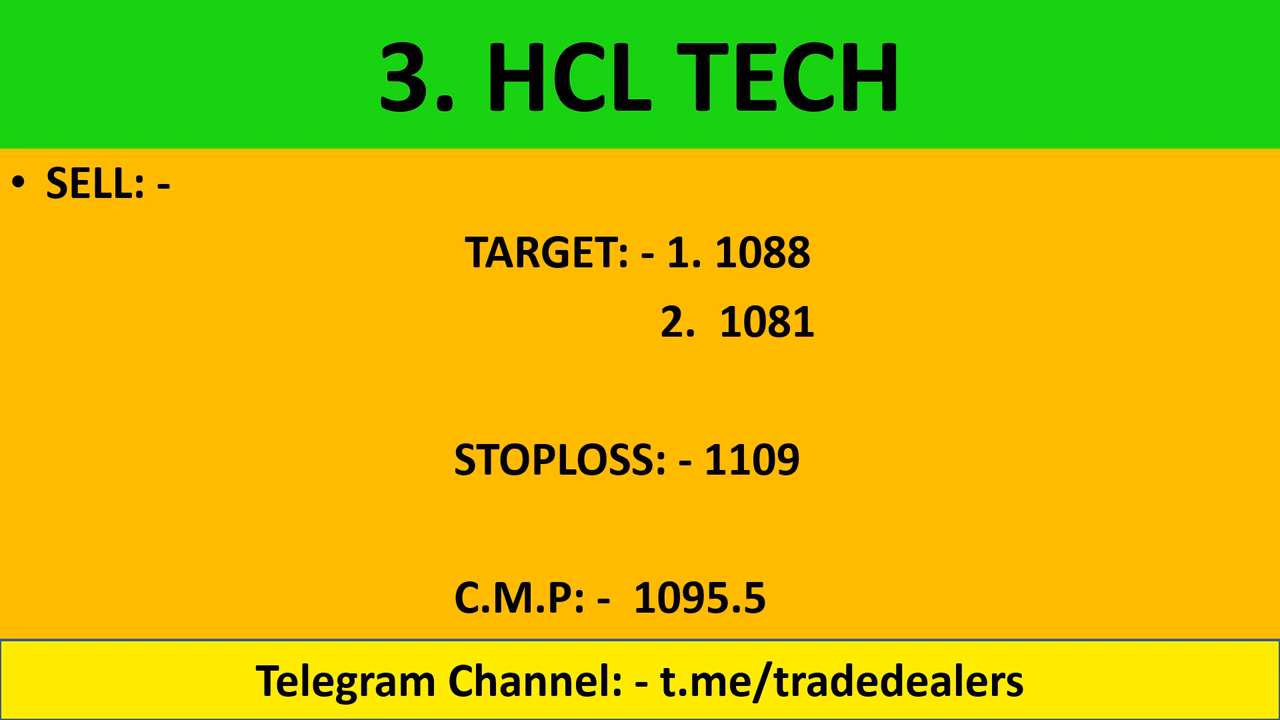 3. HCL TECH
• SELL: -
TARGET: - 1. 1088
2. 1081
STOPLOSS: - 1109
C.M.P: - 1095.5
Telegram Channel: - t.me/tradedealers